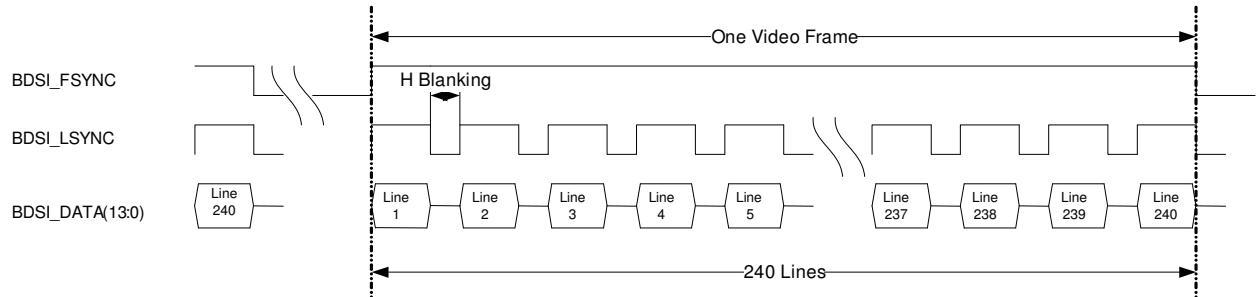 One Video Frame
BDSI_FSYNC
H Blanking
BDSI_LSYNC
BDSI_DATA(13:0)
Line 240
Line 1
Line 2
Line 3
Line 4
Line 5
Line 237
Line 238
Line 239
Line 240
240 Lines